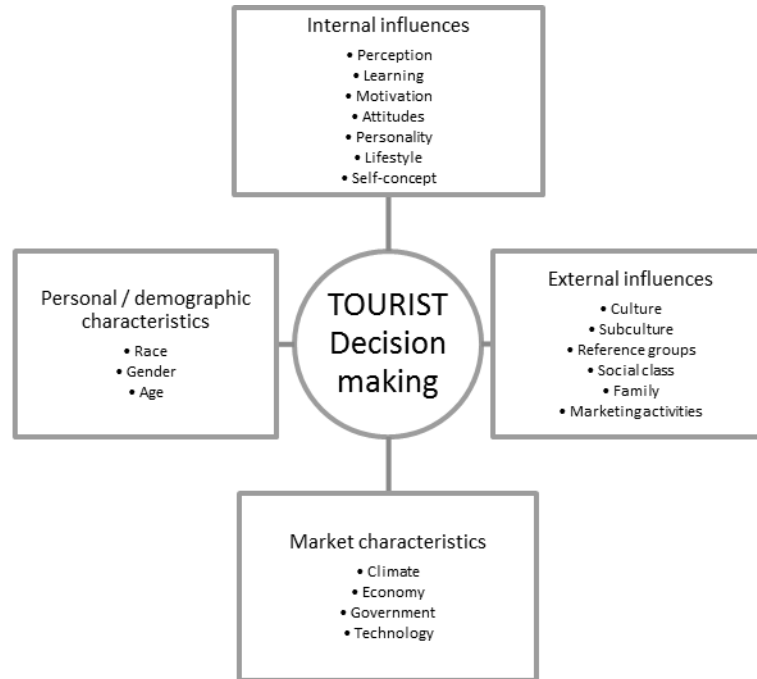 Internal influences
• Perception
• Learning
• Motivation
• Attitudes
• Personality
• Lifestyle
• Self-concept
Personal / demographic
characteristics
• Race
• Gender
• Age
TOURIST
Decision
making
External influences
• Culture
• Subculture
• Reference groups
• Social class
• Family
• Marketing activities
Market characteristics
• Climate
• Economy
• Government
• Technology